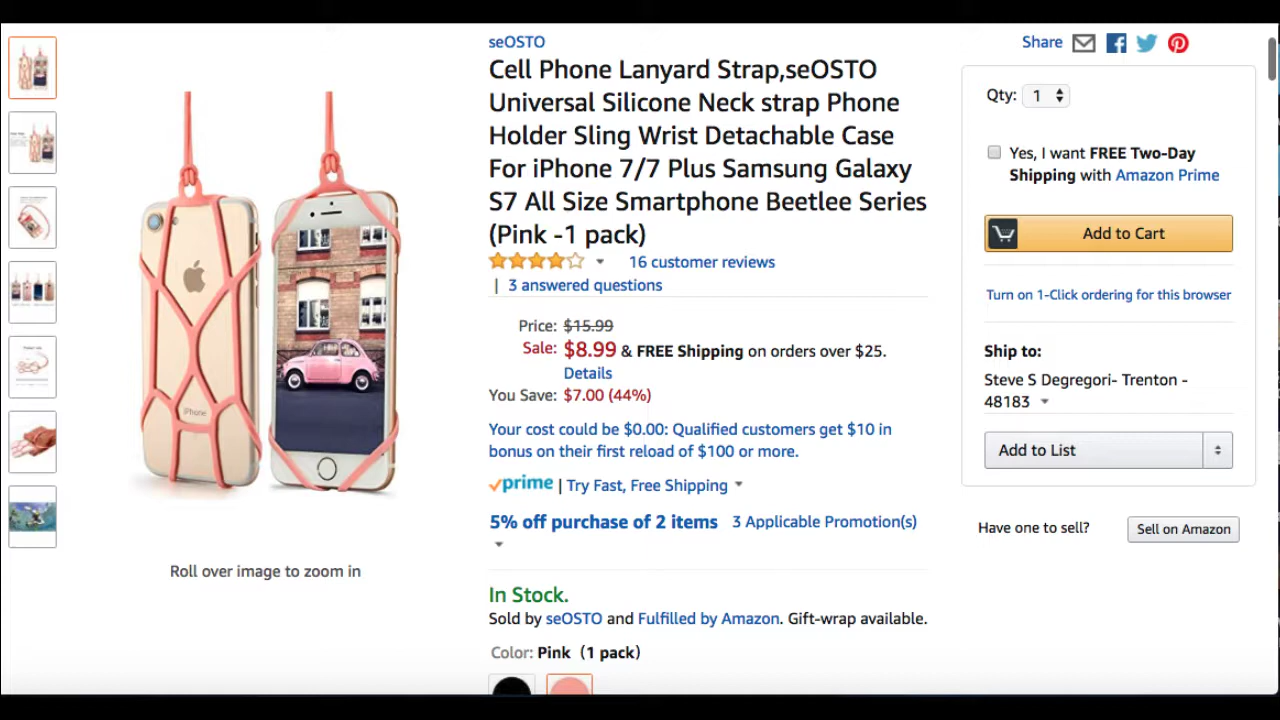 seOSTO
Cell Phone Lanyard Strap,seOSTO
Universal Silicone Neck strap Phone
Holder Sling Wrist Detachable Case
For iPhone 7/7 Plus Samsung Galaxy
S7 All Size Smartphone Beetlee Series
(Pink -1 pack)
16 customer reviews
| 3 answered questions
Price: $15.99
Sale: $8.99 & FREE Shipping on orders over $25.
Details
You Save: $7.00 (44%)
Your cost could be $0.00: Qualified customers get $10 in
bonus on their first reload of $100 or more.
prime | Try Fast, Free Shipping
5% off purchase of 2 items 3 Applicable Promotion(s)
In Stock.
Sold by seOSTO and Fulfilled by Amazon. Gift-wrap available.
Color: Pink (1 pack)
iPhone
Roll over image to zoom in
Share
Qty: 1
Yes, I want FREE Two-Day
Shipping with Amazon Prime
Add to Cart
Turn on 1-Click ordering for this browser
Ship to:
Steve S Degregori- Trenton -
48183
Add to List
Have one to sell? Sell on Amazon